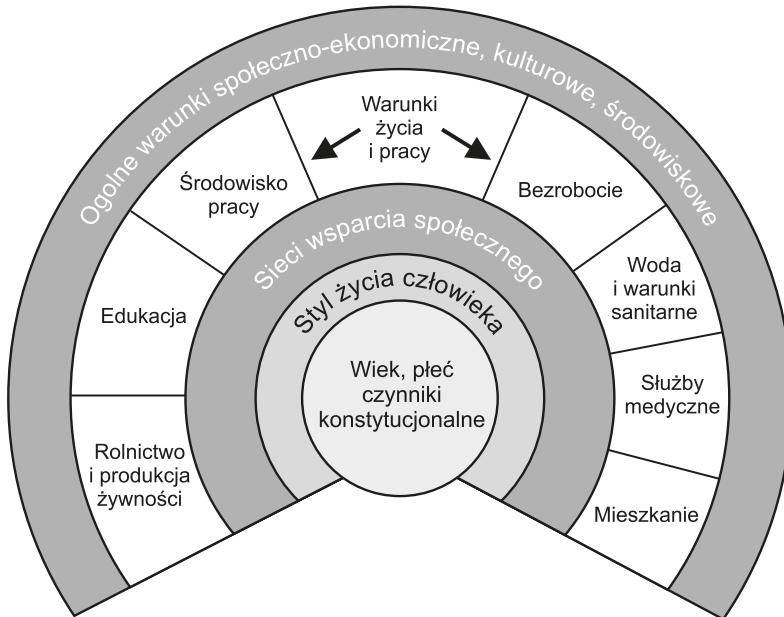 Ogolne warunki społeczno-ekonomiczne, kulturowe, środowiskowe
Warunki
życia
i pracy
Środowisko
pracy
Bezrobocie
Sieci wsparcia społecznego
Woda
i warunki
sanitarne
Styl życia człowieka
Edukacja
Wiek, płeć
czynniki
konstytucjonalne
Służby
medyczne
Rolnictwo
i produkcja
żywności
Mieszkanie